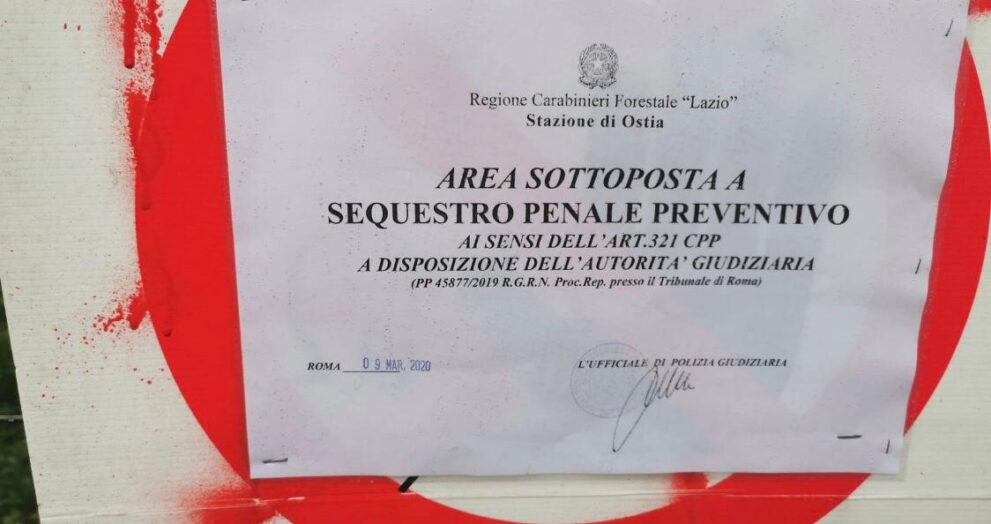 Regione Carabinieri Forestale “Lazio”
Stazione di Ostia
AREA SOTTOPOSTA A
SEQUESTRO PENALE PREVENTIVO
AI SENSI DELL’ART.321 CPP
A DISPOSIZIONE DELL’AUTORITA’ GIUDIZIARIA
(PP 45877/2019 R.G.R.N. Proc.Rep. presso il Tribunale di Roma)
ROMA 09 MAR. 2020
L’UFFICIALE DI POLIZIA GIUDIZIARIA